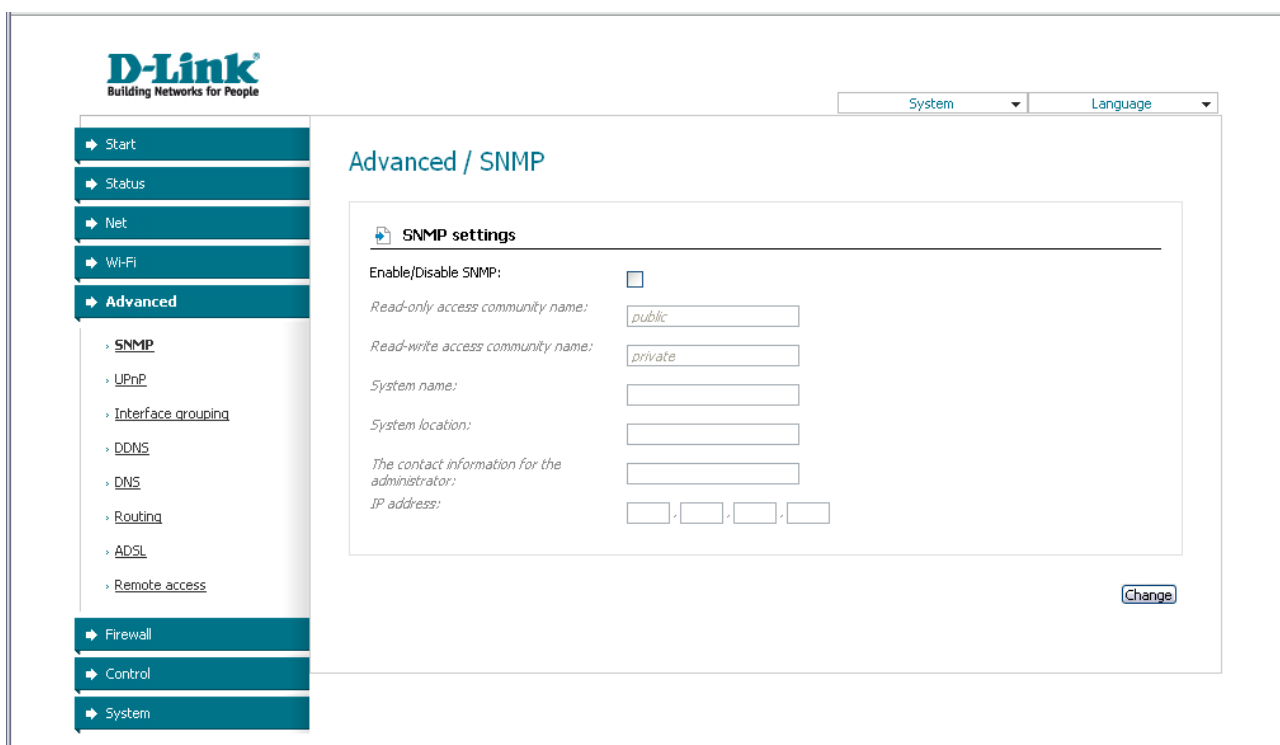 D-Link
Building Networks for People
System
Language
Start
Status
Net
Wi-Fi
Advanced
SNMP
UPnP
Interface grouping
DDNS
DNS
Routing
ADSL
Remote access
Firewall
Control
System
Advanced / SNMP
SNMP settings
Enable/Disable SNMP:
Read-only access community name:
public
Read-write access community name:
private
System name:
System location:
The contact information for the
administrator:
IP address:
. . .
Change